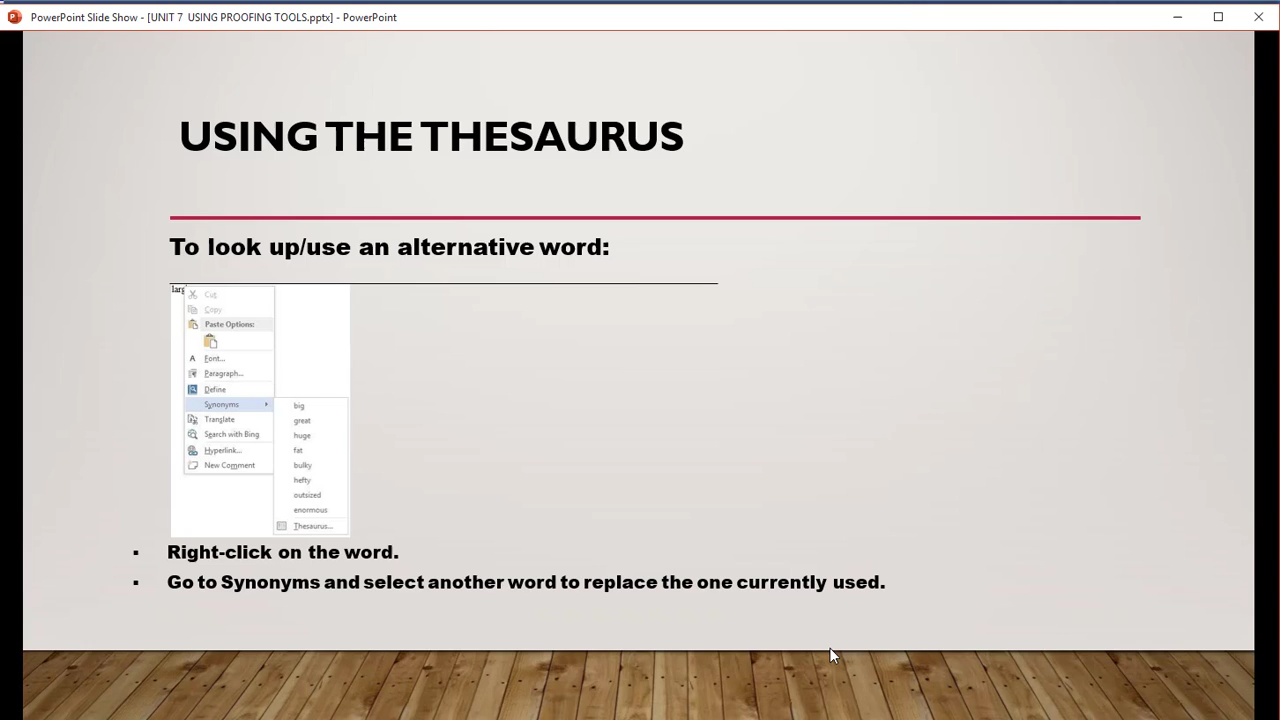 PowerPoint Slide Show - [UNIT 7  USING PROOFING TOOLS.pptx] - PowerPoint
USING THE THESAURUS
To look up/use an alternative word:
Cut
Copy
Paste Options:
A Font...
Paragraph...
Define
Synonyms
Translate
Search with Bing
Hyperlink...
New Comment
big
great
huge
fat
bulky
hefty
outsized
enormous
Thesaurus...
▪ Right-click on the word.
▪ Go to Synonyms and select another word to replace the one currently used.